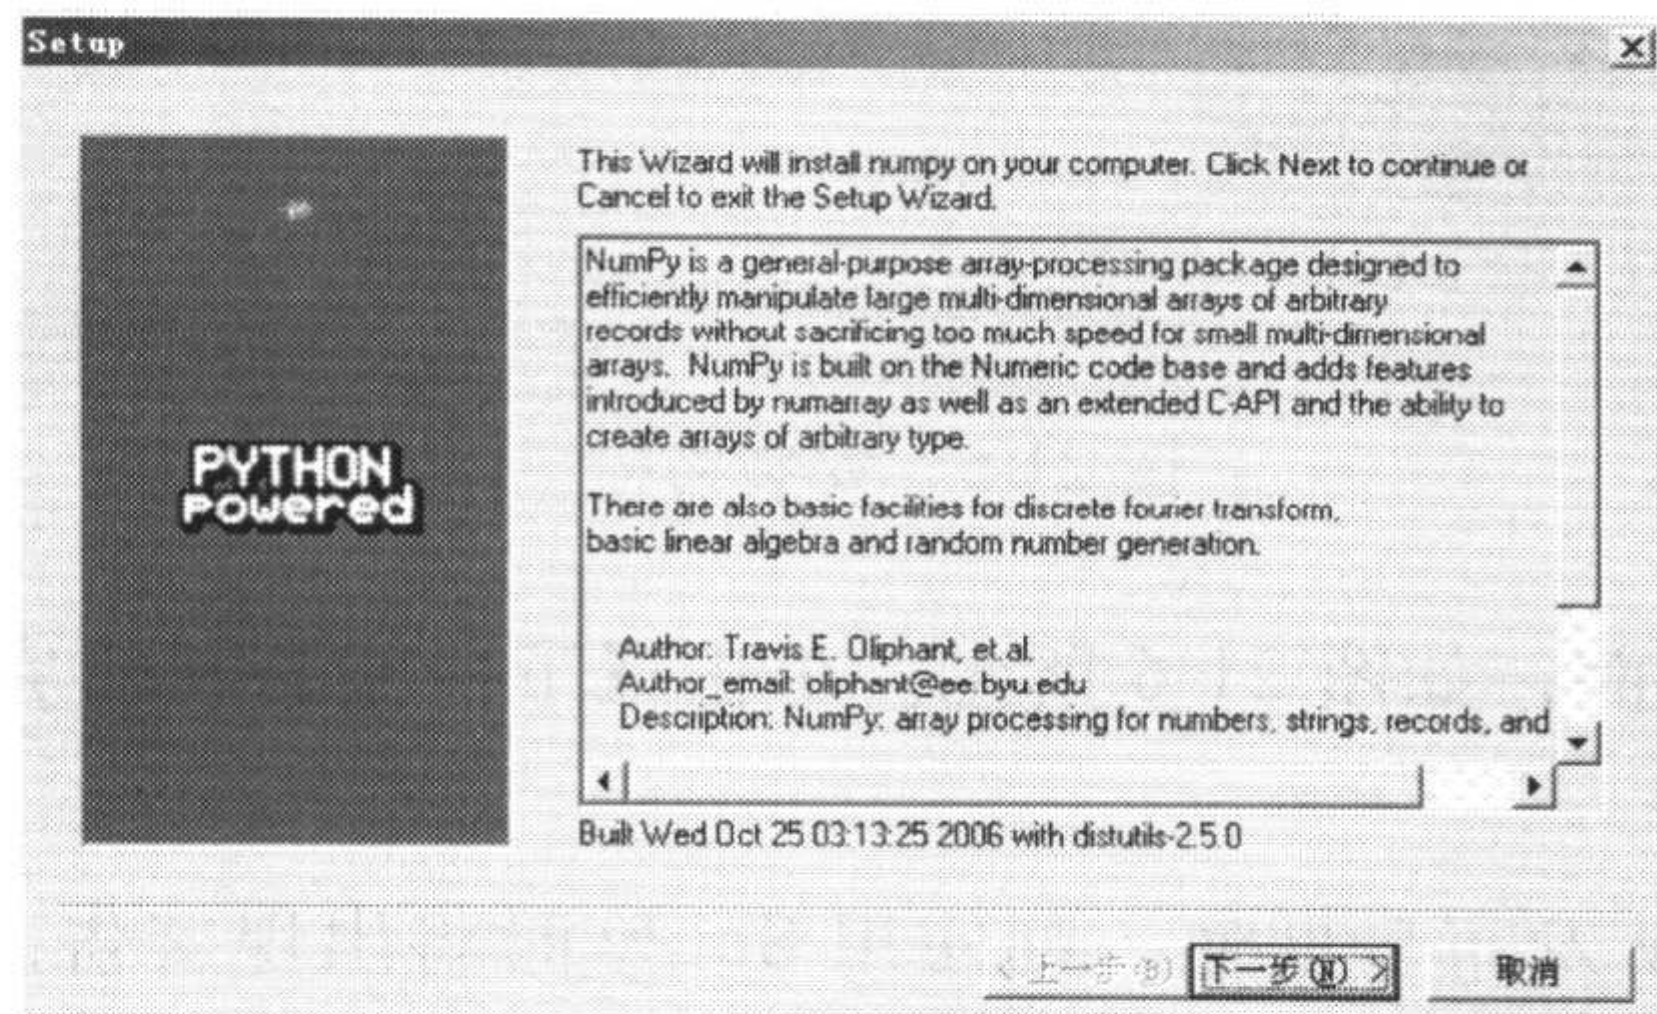 Setup
This Wizard will install numpy on your computer. Click Next to continue or
Cancel to exit the Setup Wizard.
NumPy is a general-purpose array-processing package designed to
efficiently manipulate large multi-dimensional arrays of arbitrary
records without sacrificing too much speed for small multi-dimensional
arrays.  NumPy is built on the Numeric code base and adds features
introduced by numarray as well as an extended C-API and the ability to
create arrays of arbitrary type.
There are also basic facilities for discrete fourier transform,
basic linear algebra and random number generation.
Author: Travis E. Oliphant, et.al.
Author_email: oliphant@ee.byu.edu
Description: NumPy: array processing for numbers, strings, records, and
PYTHON
powered
Built Wed Oct 25 03:13:25 2006 with distutils-2.5.0
< 上一步(B)
下一步(N) >
取消